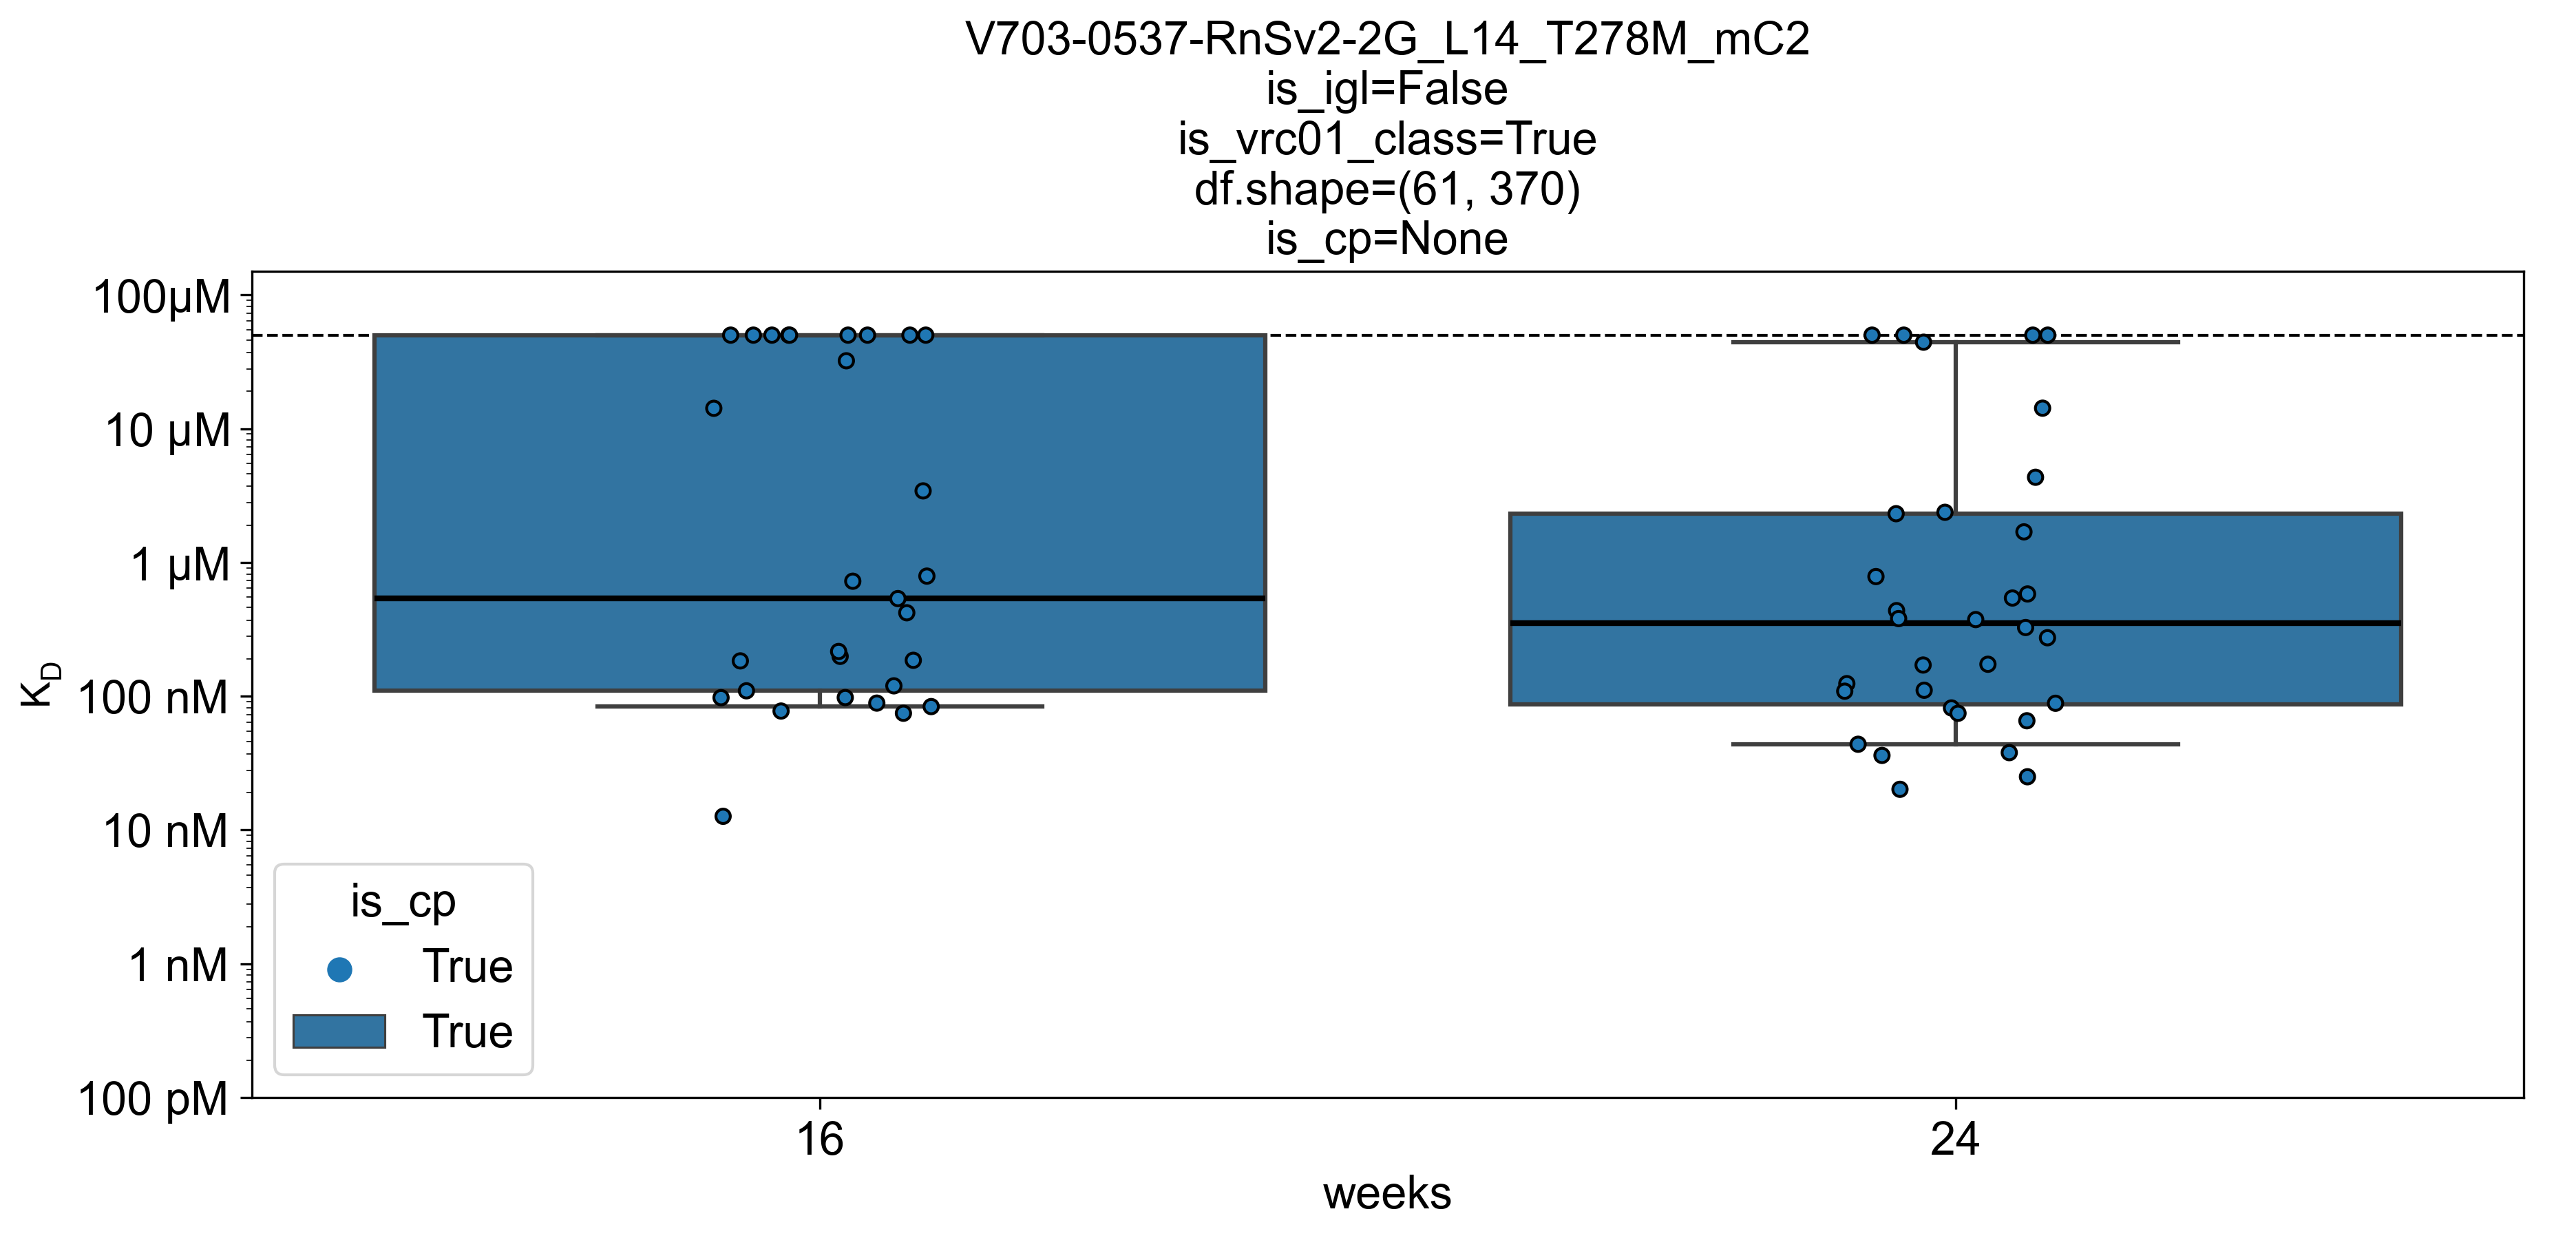 V703-0537-RnSv2-2G_L14_T278M_mC2
is_igl=False
is_vrc01_class=True
df.shape=(61, 370)
is_cp=None
K_D
100µM
10 µM
1 µM
100 nM
10 nM
1 nM
100 pM
is_cp
True
True
16
24
weeks